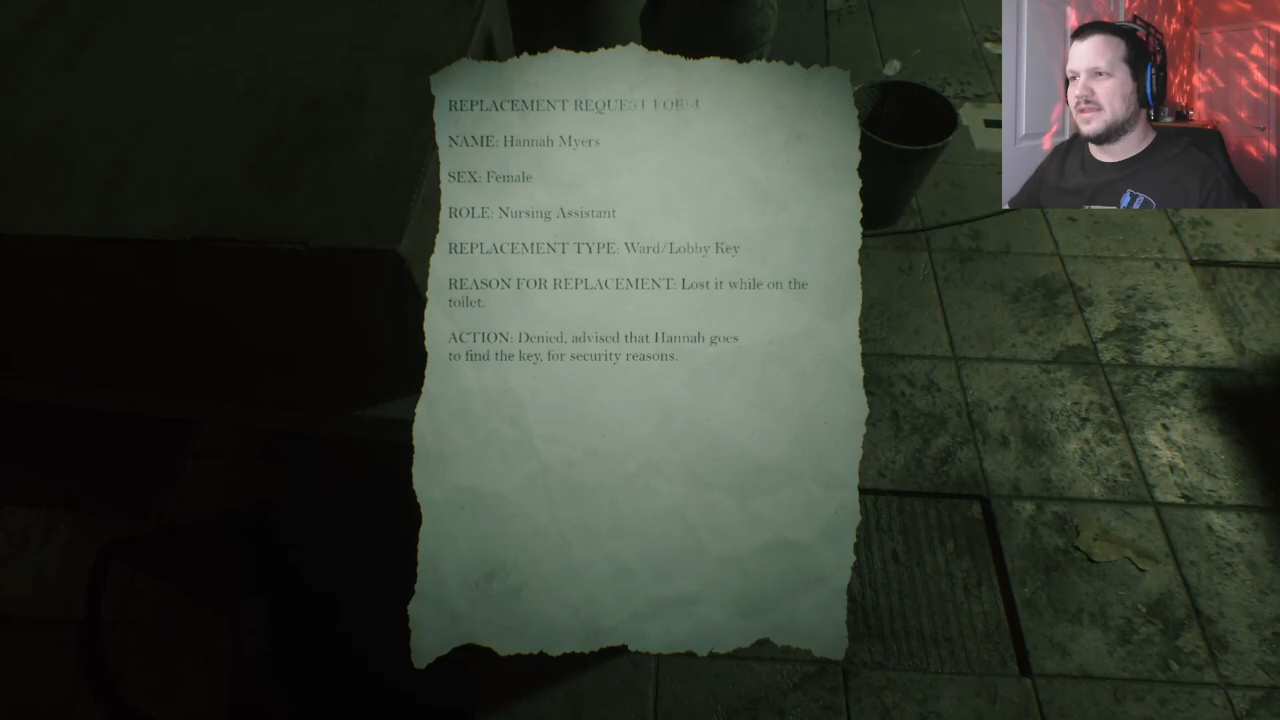 REPLACEMENT REQUEST FORM
NAME: Hannah Myers
SEX: Female
ROLE: Nursing Assistant
REPLACEMENT TYPE: Ward/Lobby Key
REASON FOR REPLACEMENT: Lost it while on the
toilet.
ACTION: Denied, advised that Hannah goes
to find the key, for security reasons.